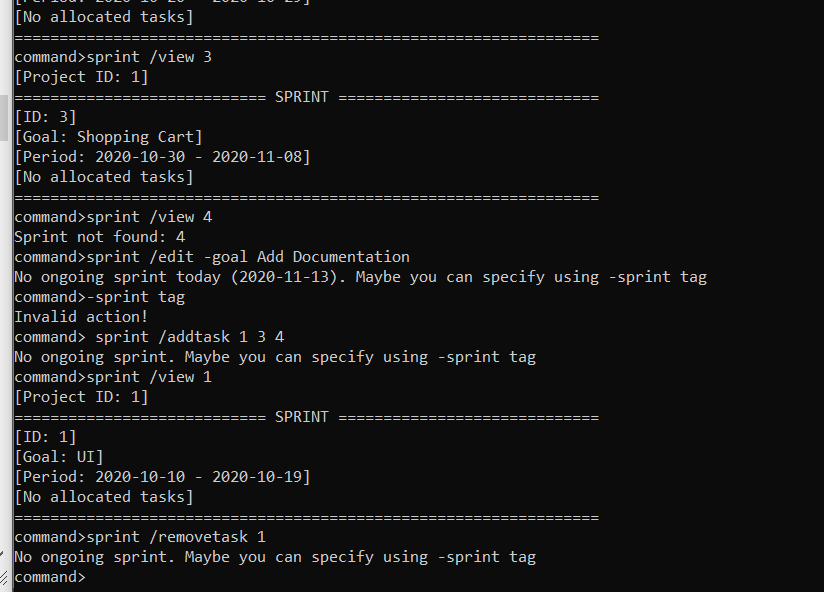 [Period: 2020-10-20 - 2020-10-29]
[No allocated tasks]
=================================================================
command>sprint /view 3
[Project ID: 1]
============================ SPRINT =============================
[ID: 3]
[Goal: Shopping Cart]
[Period: 2020-10-30 - 2020-11-08]
[No allocated tasks]
=================================================================
command>sprint /view 4
Sprint not found: 4
command>sprint /edit -goal Add Documentation
No ongoing sprint today (2020-11-13). Maybe you can specify using -sprint tag
command>-sprint tag
Invalid action!
command> sprint /addtask 1 3 4
No ongoing sprint. Maybe you can specify using -sprint tag
command>sprint /view 1
[Project ID: 1]
============================ SPRINT =============================
[ID: 1]
[Goal: UI]
[Period: 2020-10-10 - 2020-10-19]
[No allocated tasks]
=================================================================
command>sprint /removetask 1
No ongoing sprint. Maybe you can specify using -sprint tag
command>